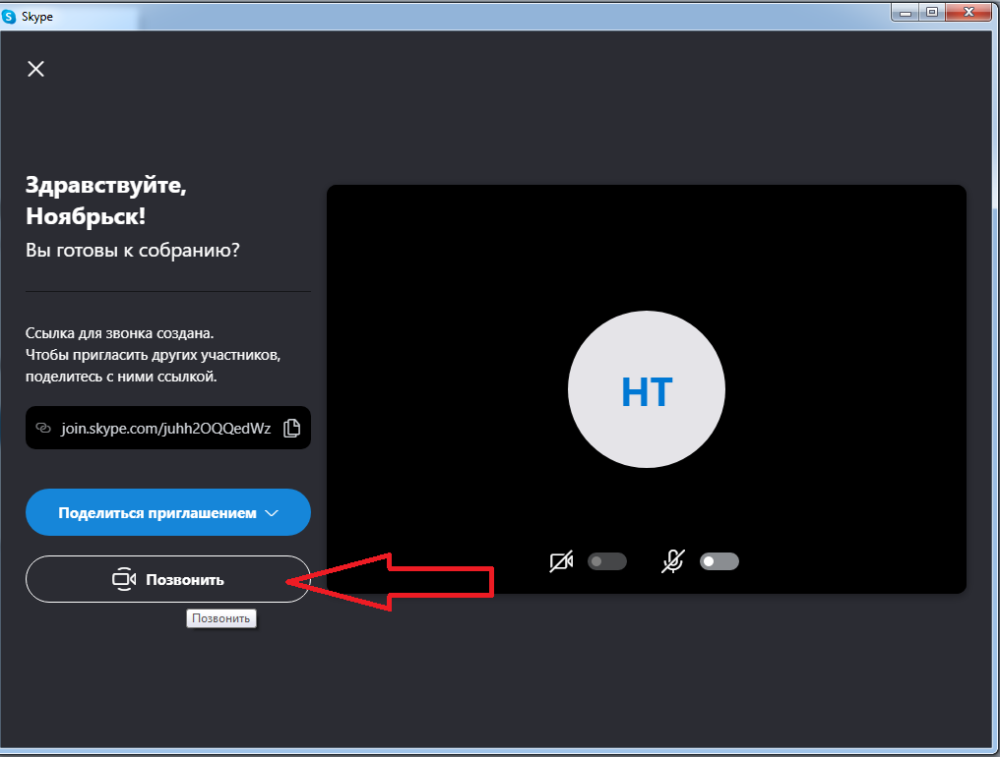 Skype
Здравствуйте,
Ноябрьск!
Вы готовы к собранию?
Ссылка для звонка создана.
Чтобы пригласить других участников,
поделитесь с ними ссылкой.
join.skype.com/juhh2OQQedWz
Поделиться приглашением
Позвонить
Позвонить
НТ